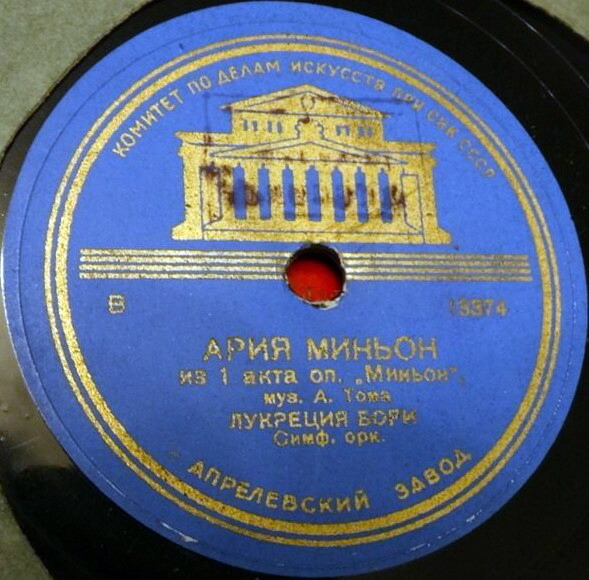 КОМИТЕТ ПО ДЕЛАМ ИСКУССТВ ПРИ СНК СССР
В 13374
АРИЯ МИНЬОН
из 1 акта оп. „Миньон",
муз. А. Тома
ЛУКРЕЦИЯ БОРИ
Симф. орк.
АПРЕЛЕВСКИЙ ЗАВОД